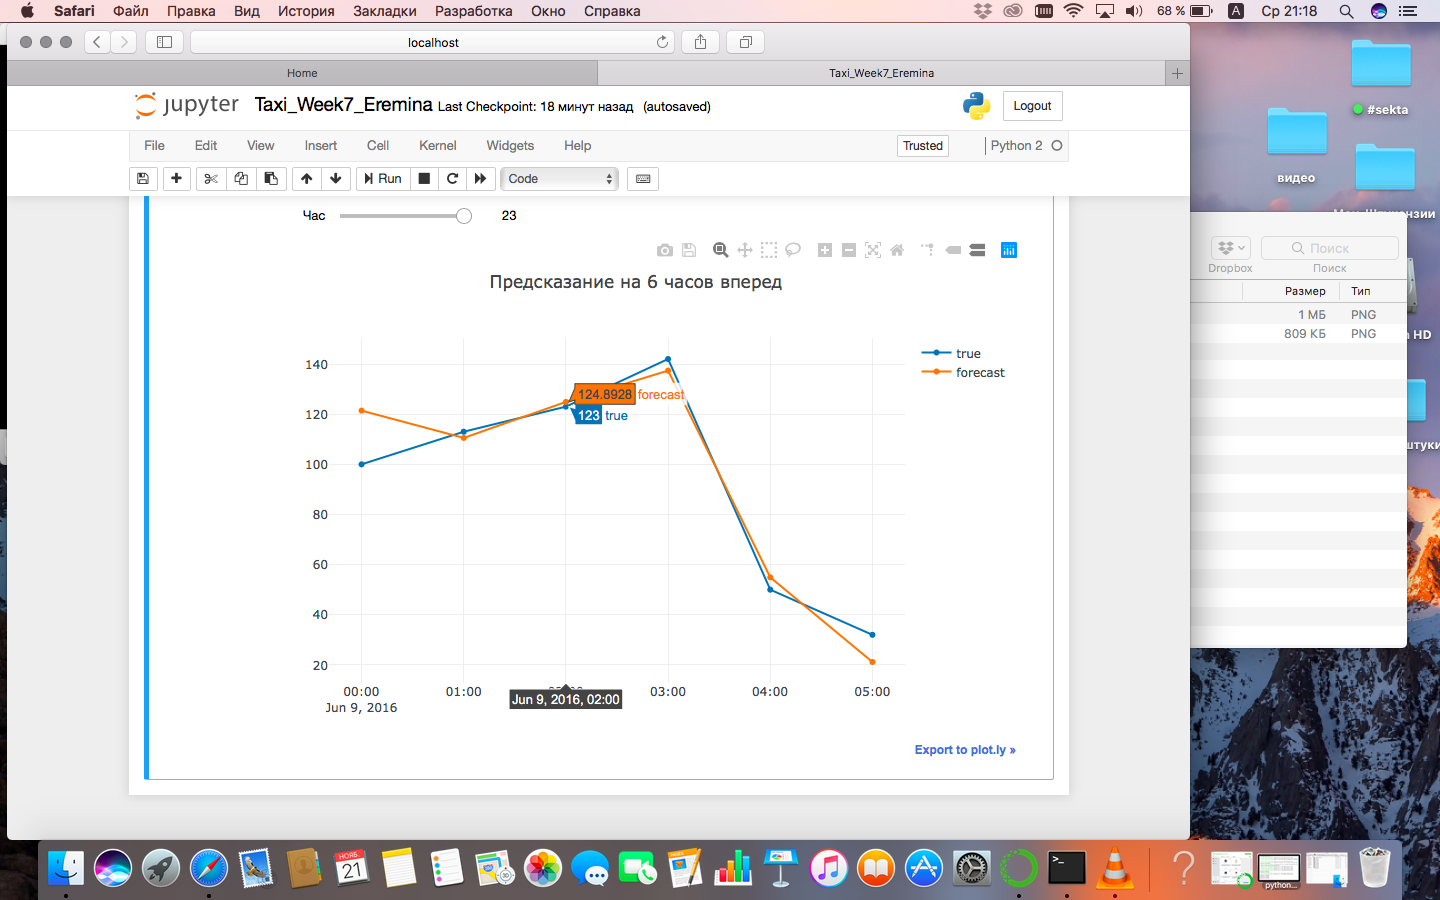 Safari Файл Правка Вид История Закладки Разработка Окно Справка 68 % A Ср 21:18
localhost
Home Taxi_Week7_Eremina
#sekta
jupyter Taxi_Week7_Eremina Last Checkpoint: 18 минут назад (autosaved) Logout
File Edit View Insert Cell Kernel Widgets Help Trusted Python 2
Run Code
видео
Час 23
Поиск
Dropbox Поиск
Предсказание на 6 часов вперед
Размер Тип
1 МБ PNG
809 КБ PNG
HD
true
forecast
140
124.8928 forecast
123 true
120
100
80
60
40
20
00:00 01:00 03:00 04:00 05:00
Jun 9, 2016
Jun 9, 2016, 02:00
Export to plot.ly »
НОЯБ.
21
python...